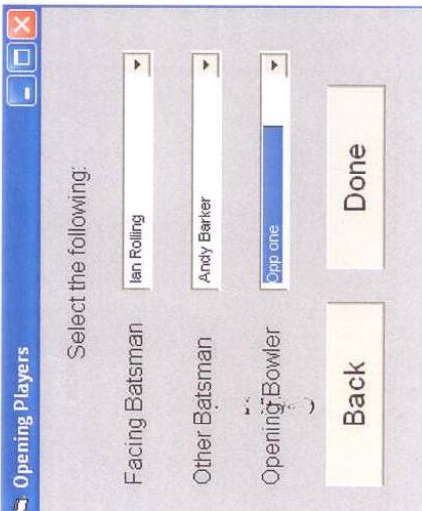 Opening Players
Select the following:
Facing Batsman Ian Rolling
Other Batsman Andy Barker
Opening Bowler Opp one
Back Done